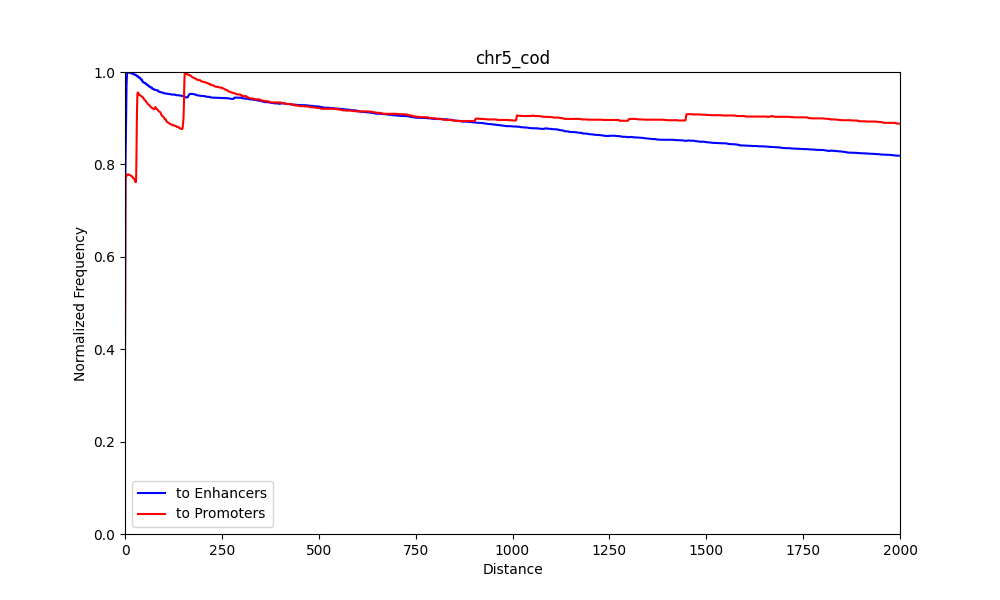 chr5_cod
Normalized Frequency
1.0
0.8
0.6
0.4
0.2
0.0
to Enhancers
to Promoters
0 250 500 750 1000 1250 1500 1750 2000
Distance